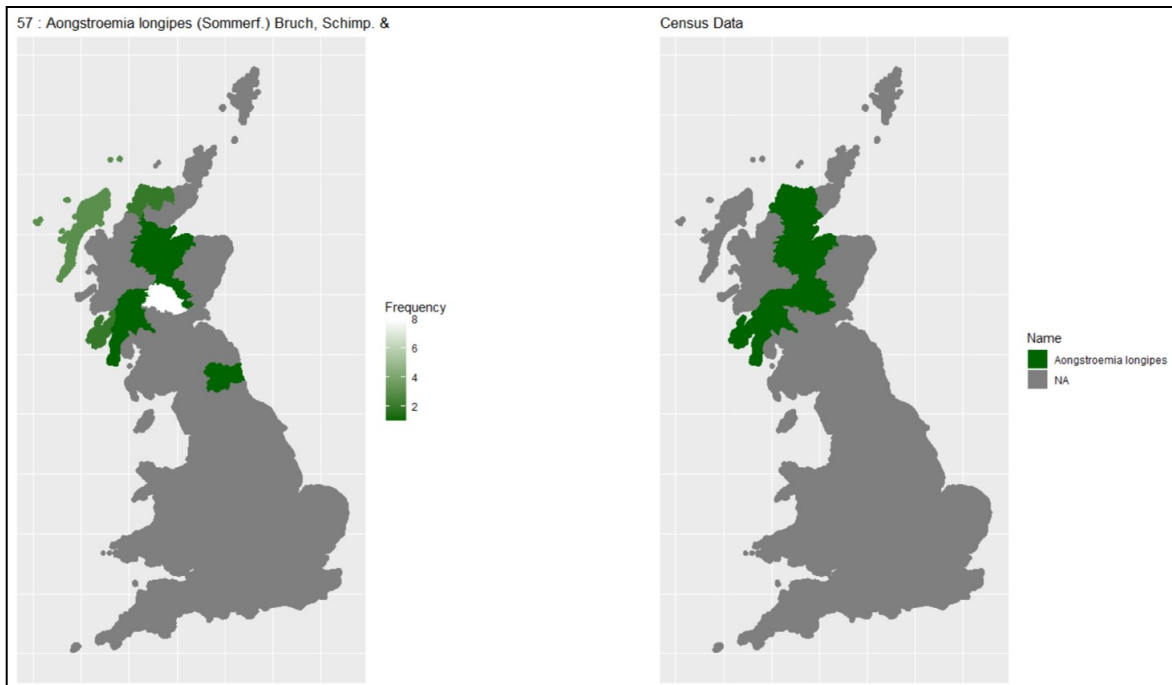 57 : Aongstroemia longipes (Sommerf.) Bruch, Schimp. &
Census Data
Frequency
8
6
4
2
Name
Aongstroemia longipes
NA